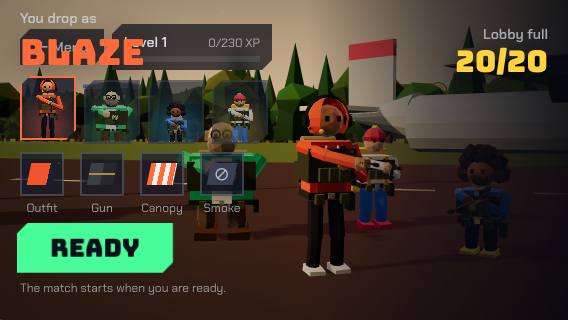 You drop as
BLAZE
Menu
Level 1
0/230 XP
Lobby full
20/20
Outfit
Gun
Canopy
Smoke
READY
The match starts when you are ready.